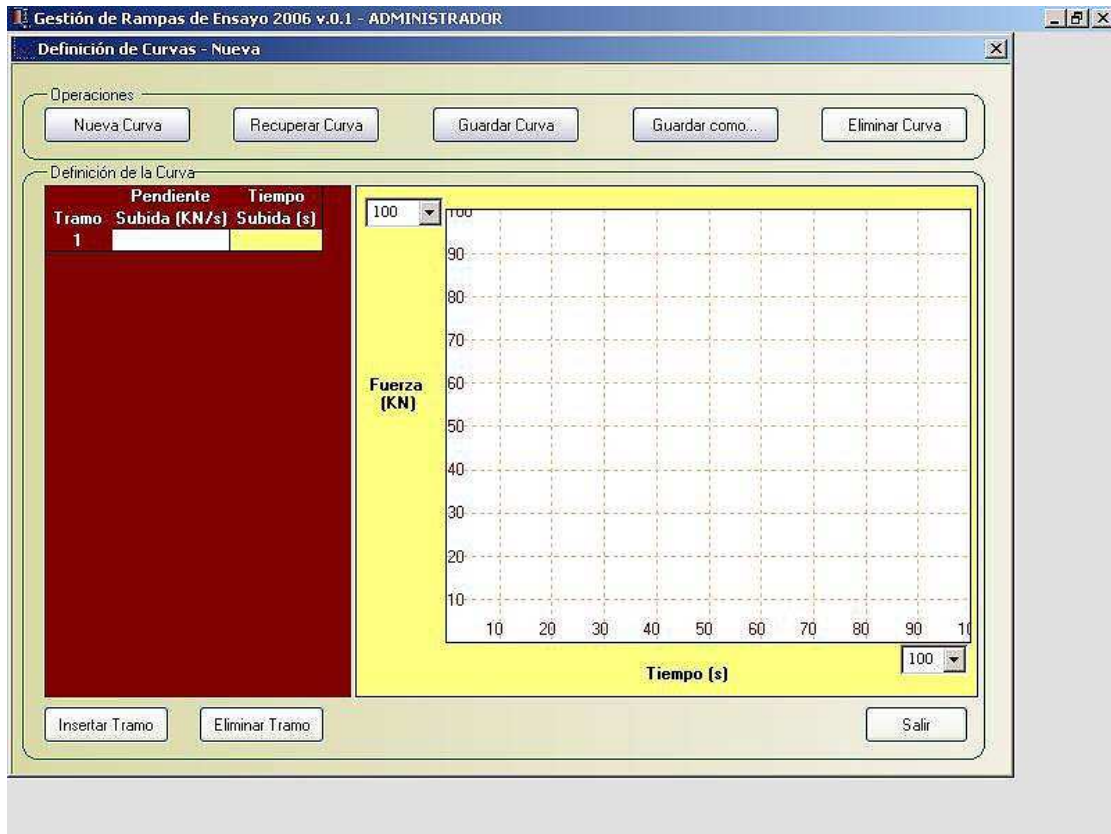 Gestión de Rampas de Ensayo 2006 v.0.1 - ADMINISTRADOR
Definición de Curvas - Nueva
Operaciones
Nueva Curva Recuperar Curva Guardar Curva Guardar como... Eliminar Curva
Definición de la Curva
Pendiente Tiempo
Tramo Subida (KN/s) Subida (s)
1
100
100
90
80
70
60
50
40
30
20
10
Fuerza
(KN)
10 20 30 40 50 60 70 80 90 10
100
Tiempo (s)
Insertar Tramo Eliminar Tramo Salir